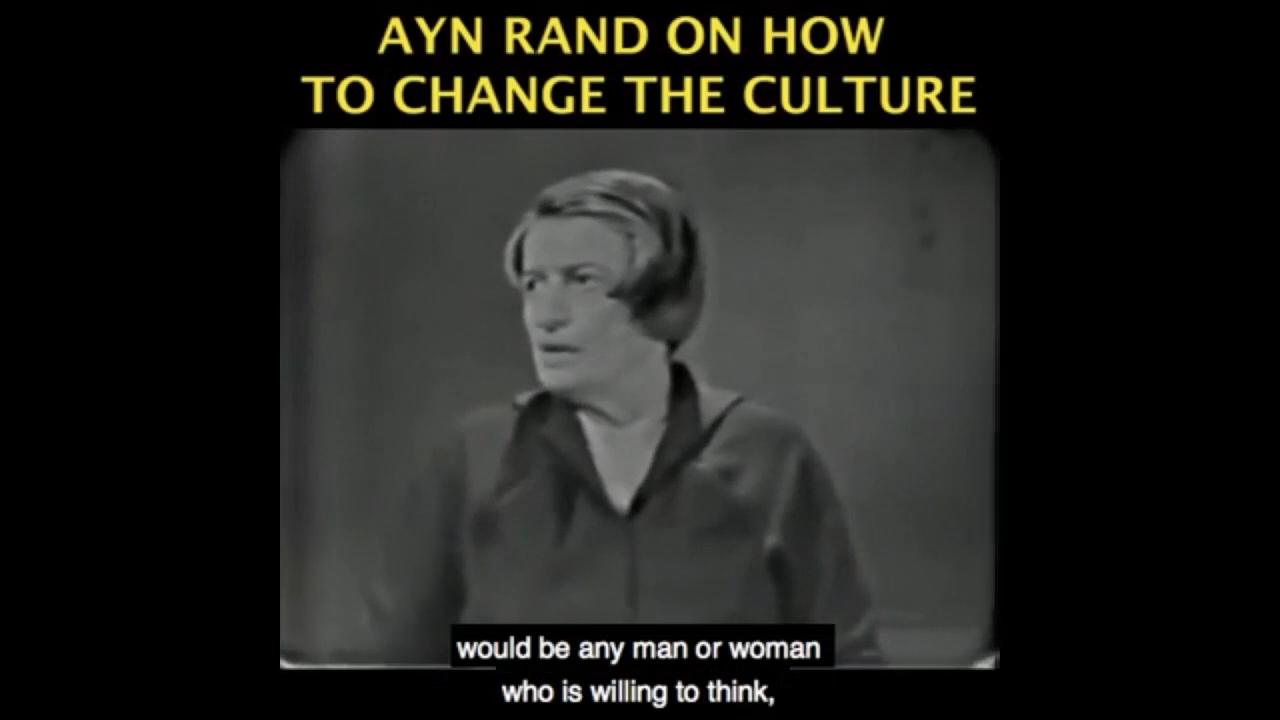 AYN RAND ON HOW
TO CHANGE THE CULTURE
would be any man or woman
who is willing to think,